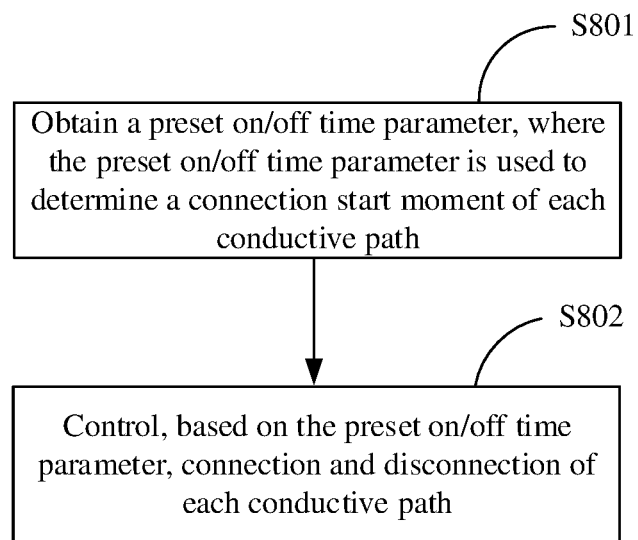 S801
Obtain a preset on/off time parameter, where
the preset on/off time parameter is used to
determine a connection start moment of each
conductive path
S802
Control, based on the preset on/off time
parameter, connection and disconnection of
each conductive path